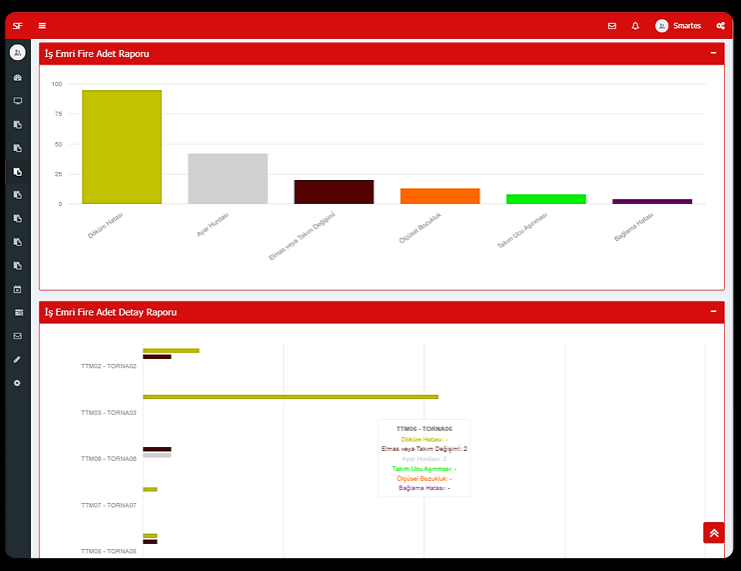 SF
Smartes
İş Emri Fire Adet Raporu
100
75
50
25
0
Döküm Hatası
Ayar Hurdası
Elmas veya Takım Değişimi
Ölçüsel Bozukluk
Takım Ucu Aşınması
Bağlama Hatası
İş Emri Fire Adet Detay Raporu
TTM02 - TORNA02
TTM03 - TORNA03
TTM06 - TORNA06
TTM07 - TORNA07
TTM08 - TORNA08
TTM06 - TORNA06
Döküm Hatası: -
Elmas veya Takım Değişimi: 2
Ayar Hurdası: 2
Takım Ucu Aşınması: -
Ölçüsel Bozukluk: -
Bağlama Hatası: -